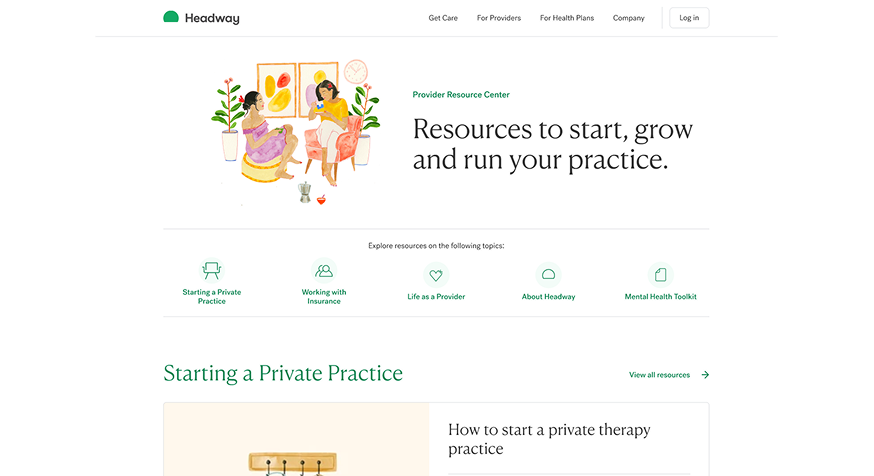 Headway
Get Care
For Providers
For Health Plans
Company
Log in
Provider Resource Center
Resources to start, grow
and run your practice.
Explore resources on the following topics:
Starting a Private
Practice
Working with
Insurance
Life as a Provider
About Headway
Mental Health Toolkit
Starting a Private Practice
View all resources
How to start a private therapy
practice